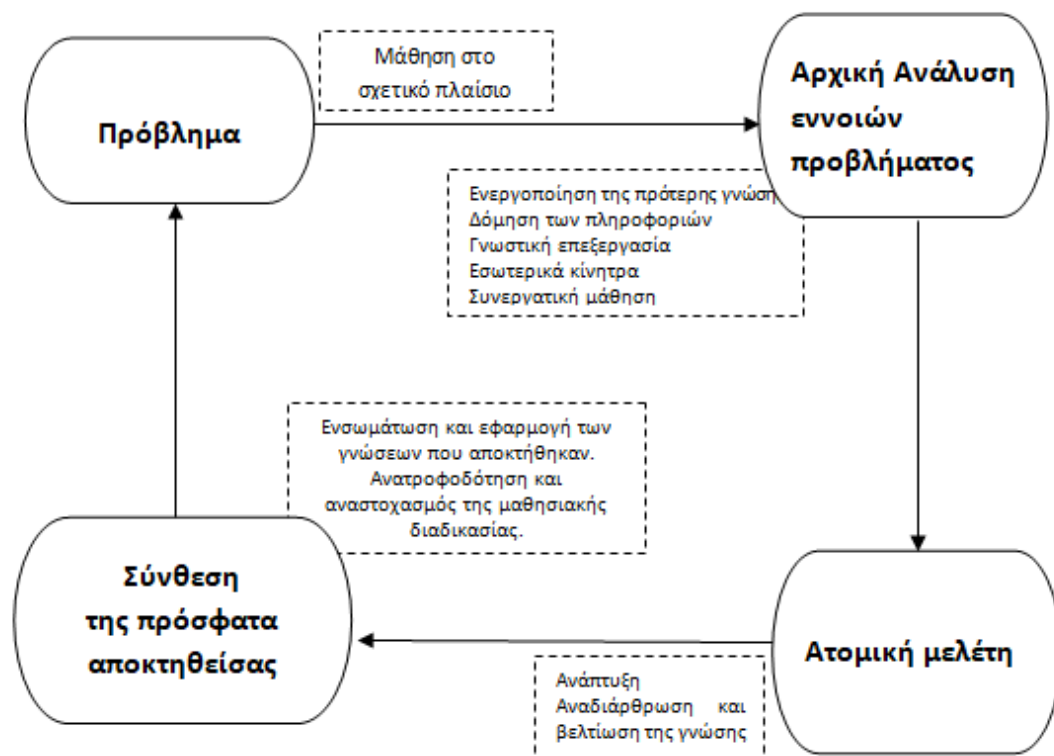 Μάθηση στο
σχετικό πλαίσιο
Πρόβλημα
Αρχική Ανάλυση
εννοιών
προβλήματος
Ενεργοποίηση της πρότερης γνώση
Δόμηση των πληροφοριών
Γνωστική επεξεργασία
Εσωτερικά κίνητρα
Συνεργατική μάθηση
Ενσωμάτωση και εφαρμογή των
γνώσεων που αποκτήθηκαν.
Ανατροφοδότηση και
αναστοχασμός της μαθησιακής
διαδικασίας.
Σύνθεση
της πρόσφατα
αποκτηθείσας
Ατομική μελέτη
Ανάπτυξη
Αναδιάρθρωση και
βελτίωση της γνώσης